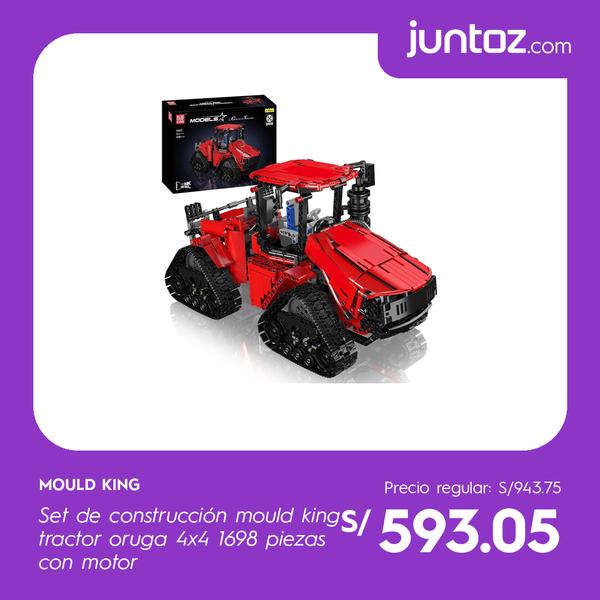 juntoz.com
MODELS
MOULD KING
Set de construcción mould king
tractor oruga 4x4 1698 piezas
con motor
Precio regular: S/943.75
S/ 593.05